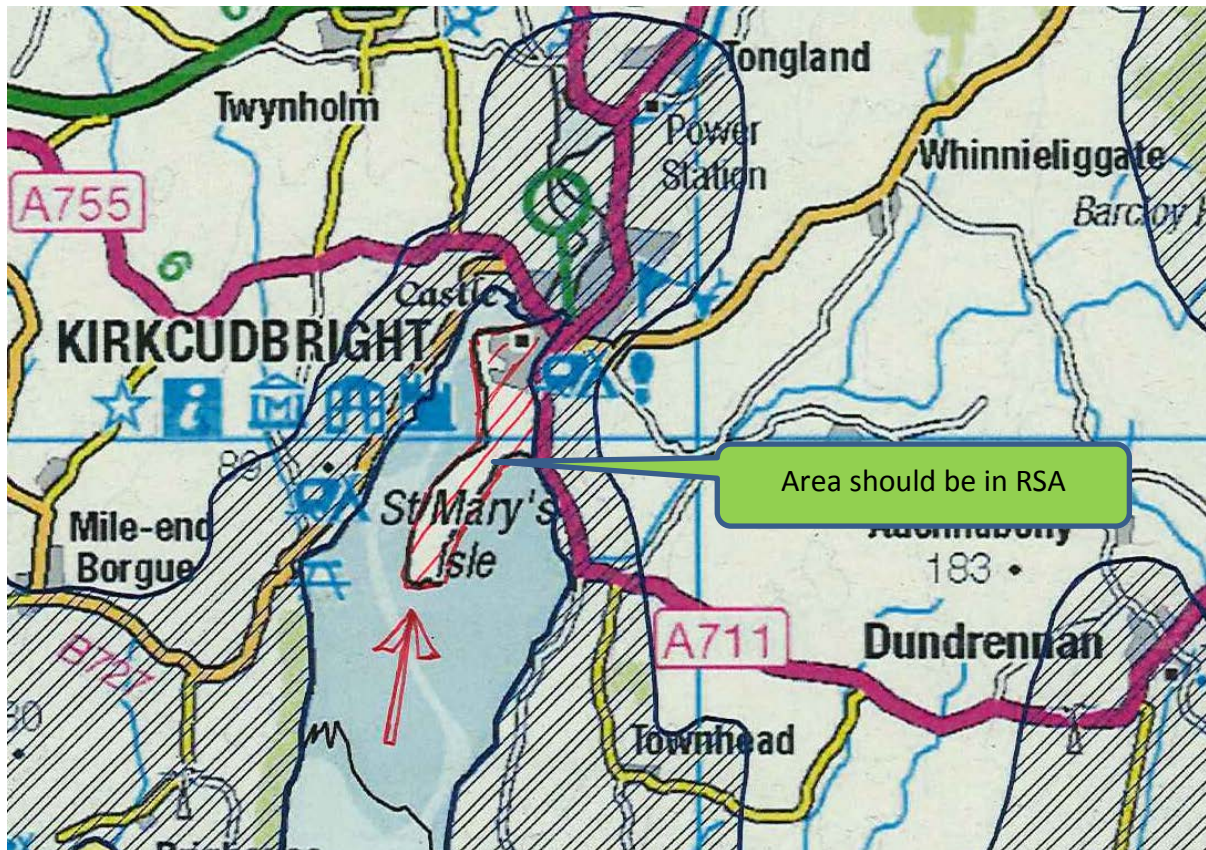 Tongland
Twynholm
Power
Station
Whinnieliggate
A755
Barcloy
Castle
KIRKCUDBRIGHT
i
89
Area should be in RSA
St Mary's
Isle
Mile-end
Borgue
183
A711
Dundrennan
B727
Townhead